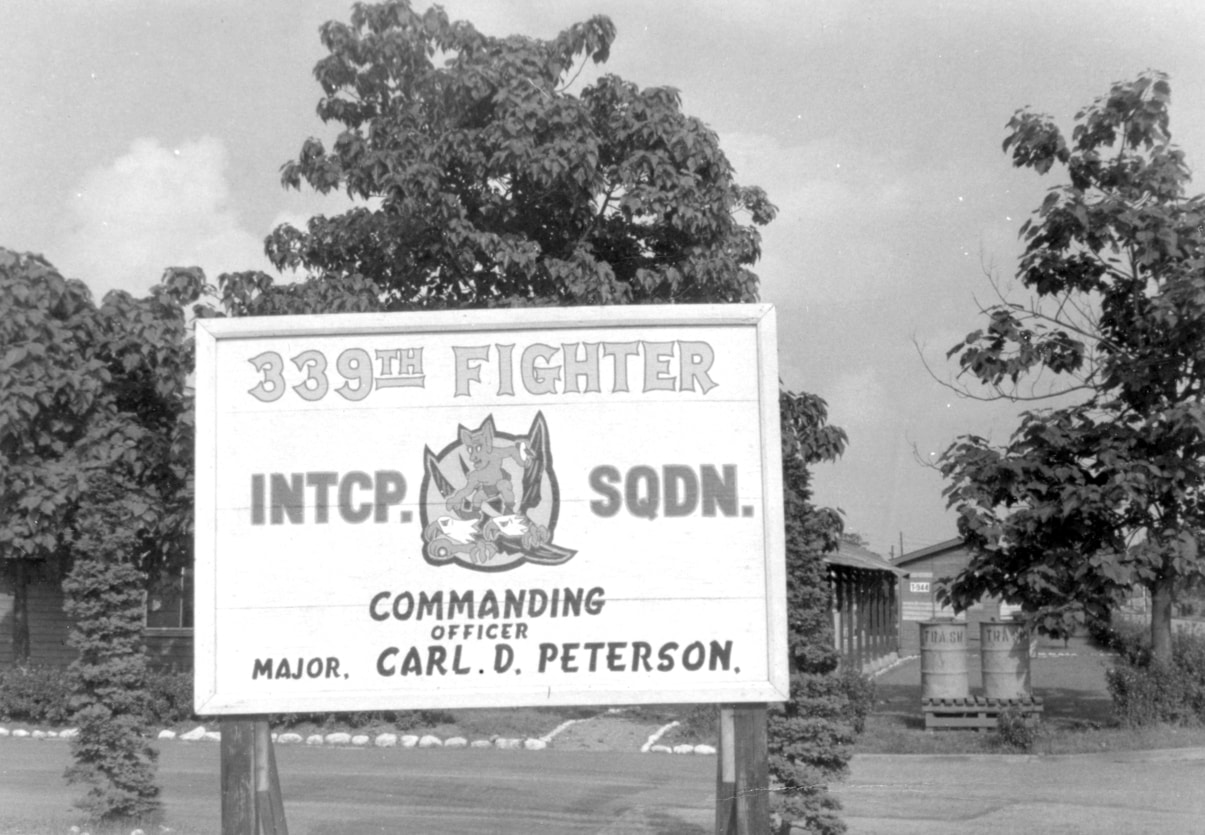 339TH FIGHTER
INTCP. SQDN.
COMMANDING
OFFICER
MAJOR. CARL. D. PETERSON.
TRASH
TRASH